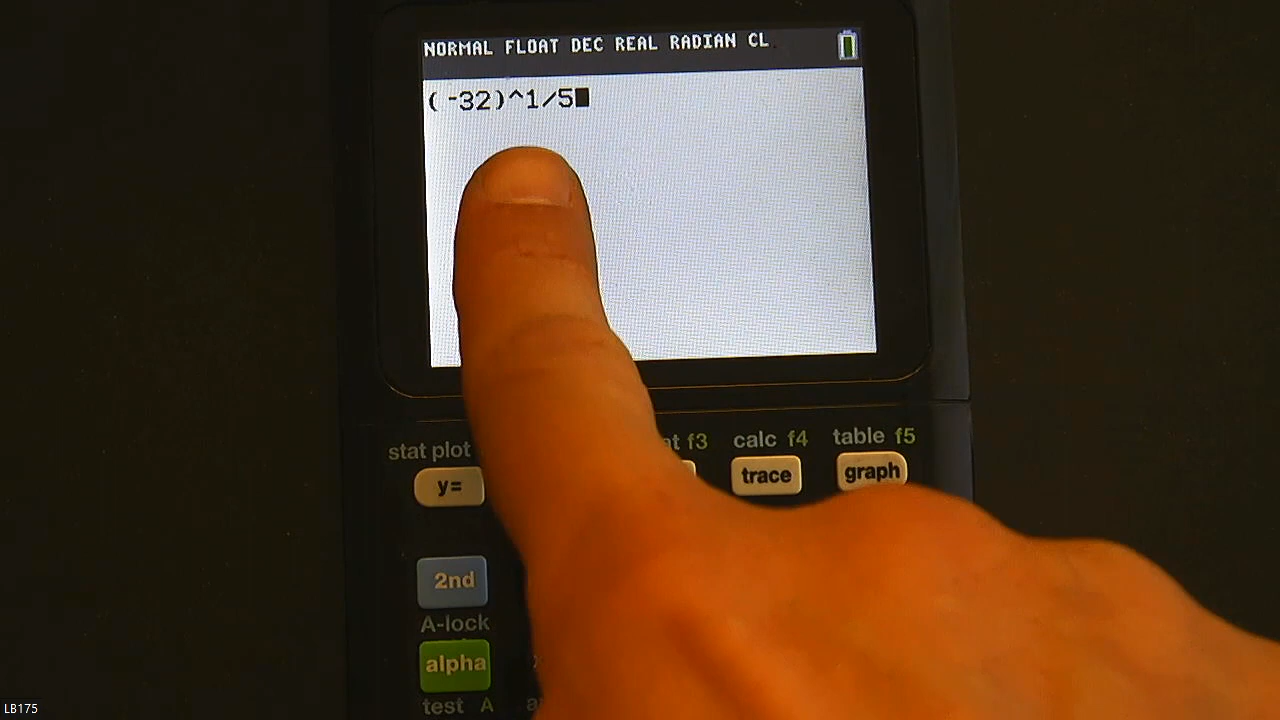 NORMAL FLOAT DEC REAL RADIAN CL
(-32)^1/5
stat plot
f3
calc f4
table f5
y=
trace
graph
2nd
A-lock
alpha
test A
LB175